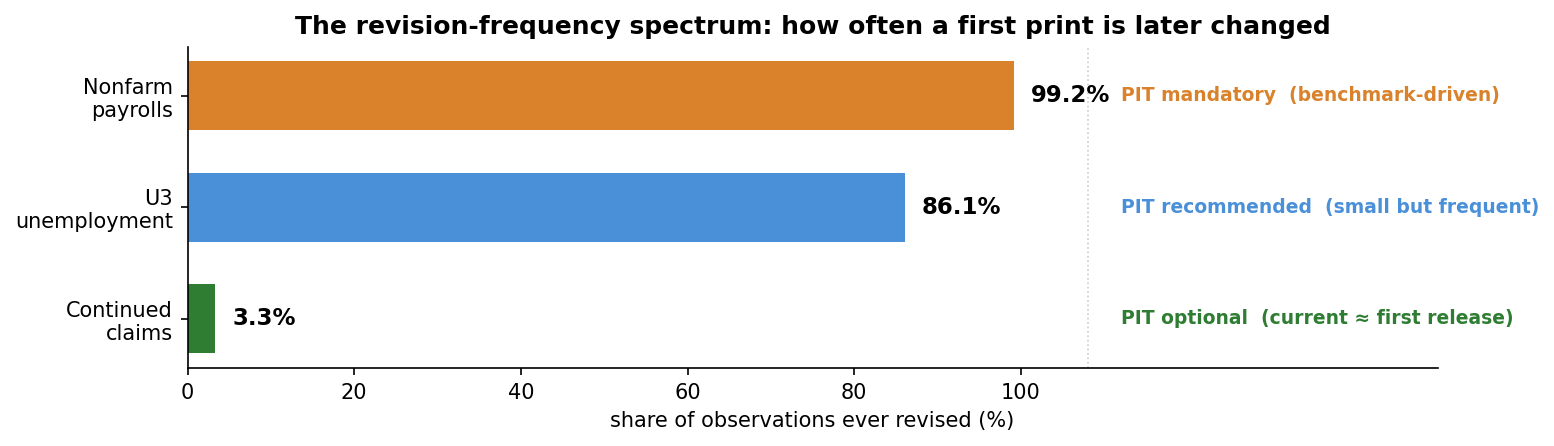 The revision-frequency spectrum: how often a first print is later changed
Nonfarm
payrolls
99.2%
PIT mandatory (benchmark-driven)
U3
unemployment
86.1%
PIT recommended (small but frequent)
Continued
claims
3.3%
PIT optional (current ≈ first release)
0 20 40 60 80 100
share of observations ever revised (%)